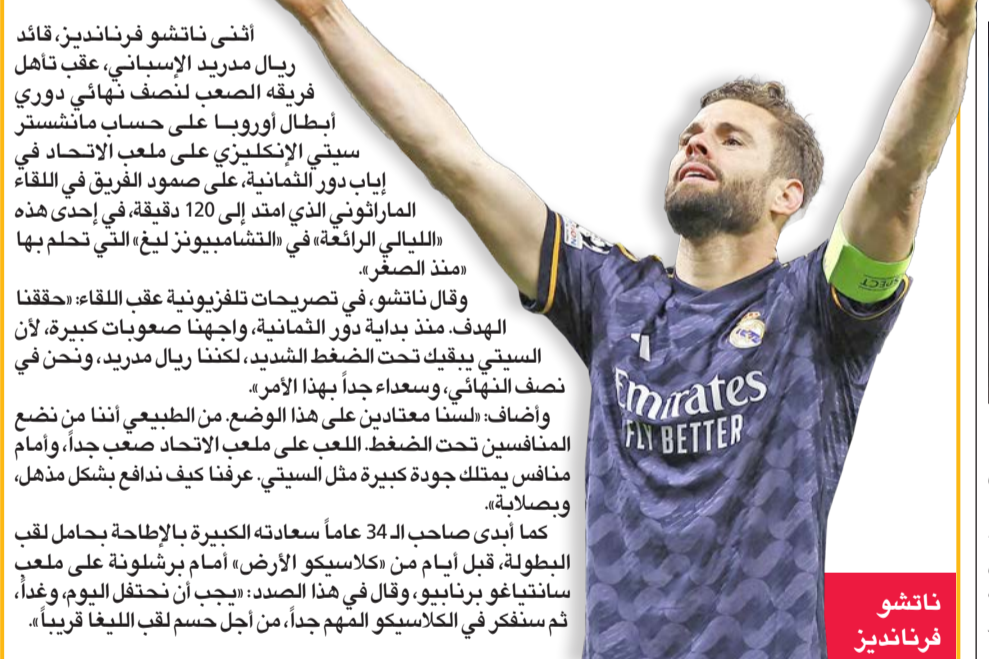 أثنى ناتشو فرنانديز، قائد
ريال مدريد الإسباني، عقب تأهل
فريقه الصعب لنصف نهائي دوري
أبطال أوروبا على حساب مانشستر
سيتي الإنكليزي على ملعب الاتحاد في
إياب دور الثمانية، على صمود الفريق في اللقاء
الماراثوني الذي امتد إلى 120 دقيقة، في إحدى هذه
«الليالي الرائعة» في «التشامبيونز ليغ» التي تحلم بها
«منذ الصغر».
وقال ناتشو، في تصريحات تلفزيونية عقب اللقاء: «حققنا
الهدف. منذ بداية دور الثمانية، واجهنا صعوبات كبيرة، لأن
السيتي يبقيك تحت الضغط الشديد، لكننا ريال مدريد، ونحن في
نصف النهائي، وسعداء جداً بهذا الأمر».
وأضاف: «لسنا معتادين على هذا الوضع. من الطبيعي أننا من نضع
المنافسين تحت الضغط. اللعب على ملعب الاتحاد صعب جداً، وأمام
منافس يمتلك جودة كبيرة مثل السيتي. عرفنا كيف ندافع بشكل مذهل،
وبصلابة».
كما أبدى صاحب الـ 34 عاماً سعادته الكبيرة بالإطاحة بحامل لقب
البطولة، قبل أيام من «كلاسيكو الأرض» أمام برشلونة على ملعب
سانتياغو برنابيو، وقال في هذا الصدد: «يجب أن نحتفل اليوم، وغداً،
ثم سنفكر في الكلاسيكو المهم جداً، من أجل حسم لقب الليغا قريباً».
Emirates
FLY BETTER
RESPECT
ناتشو
فرنانديز